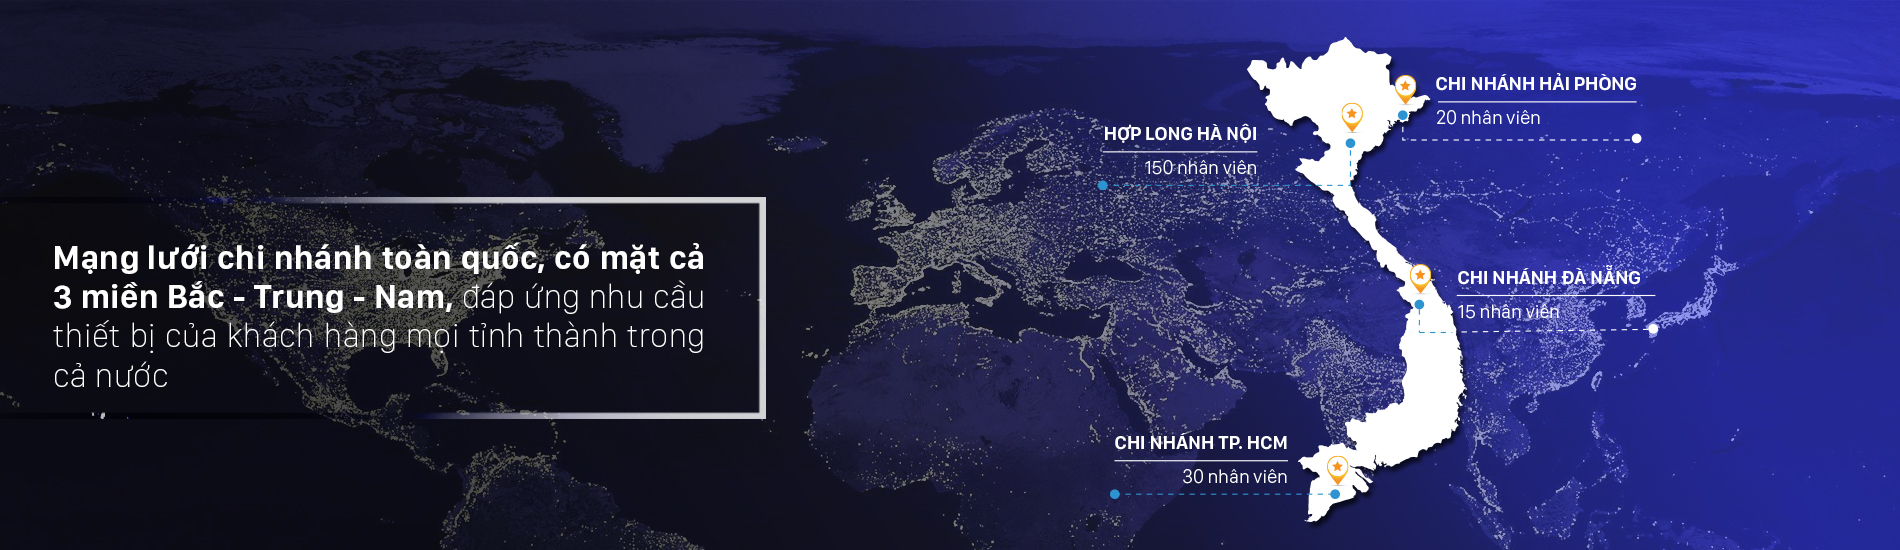 Mạng lưới chi nhánh toàn quốc, có mặt cả
3 miền Bắc - Trung - Nam, đáp ứng nhu cầu
thiết bị của khách hàng mọi tỉnh thành trong
cả nước
CHI NHÁNH HẢI PHÒNG
20 nhân viên
HỢP LONG HÀ NỘI
150 nhân viên
CHI NHÁNH ĐÀ NẴNG
15 nhân viên
CHI NHÁNH TP. HCM
30 nhân viên